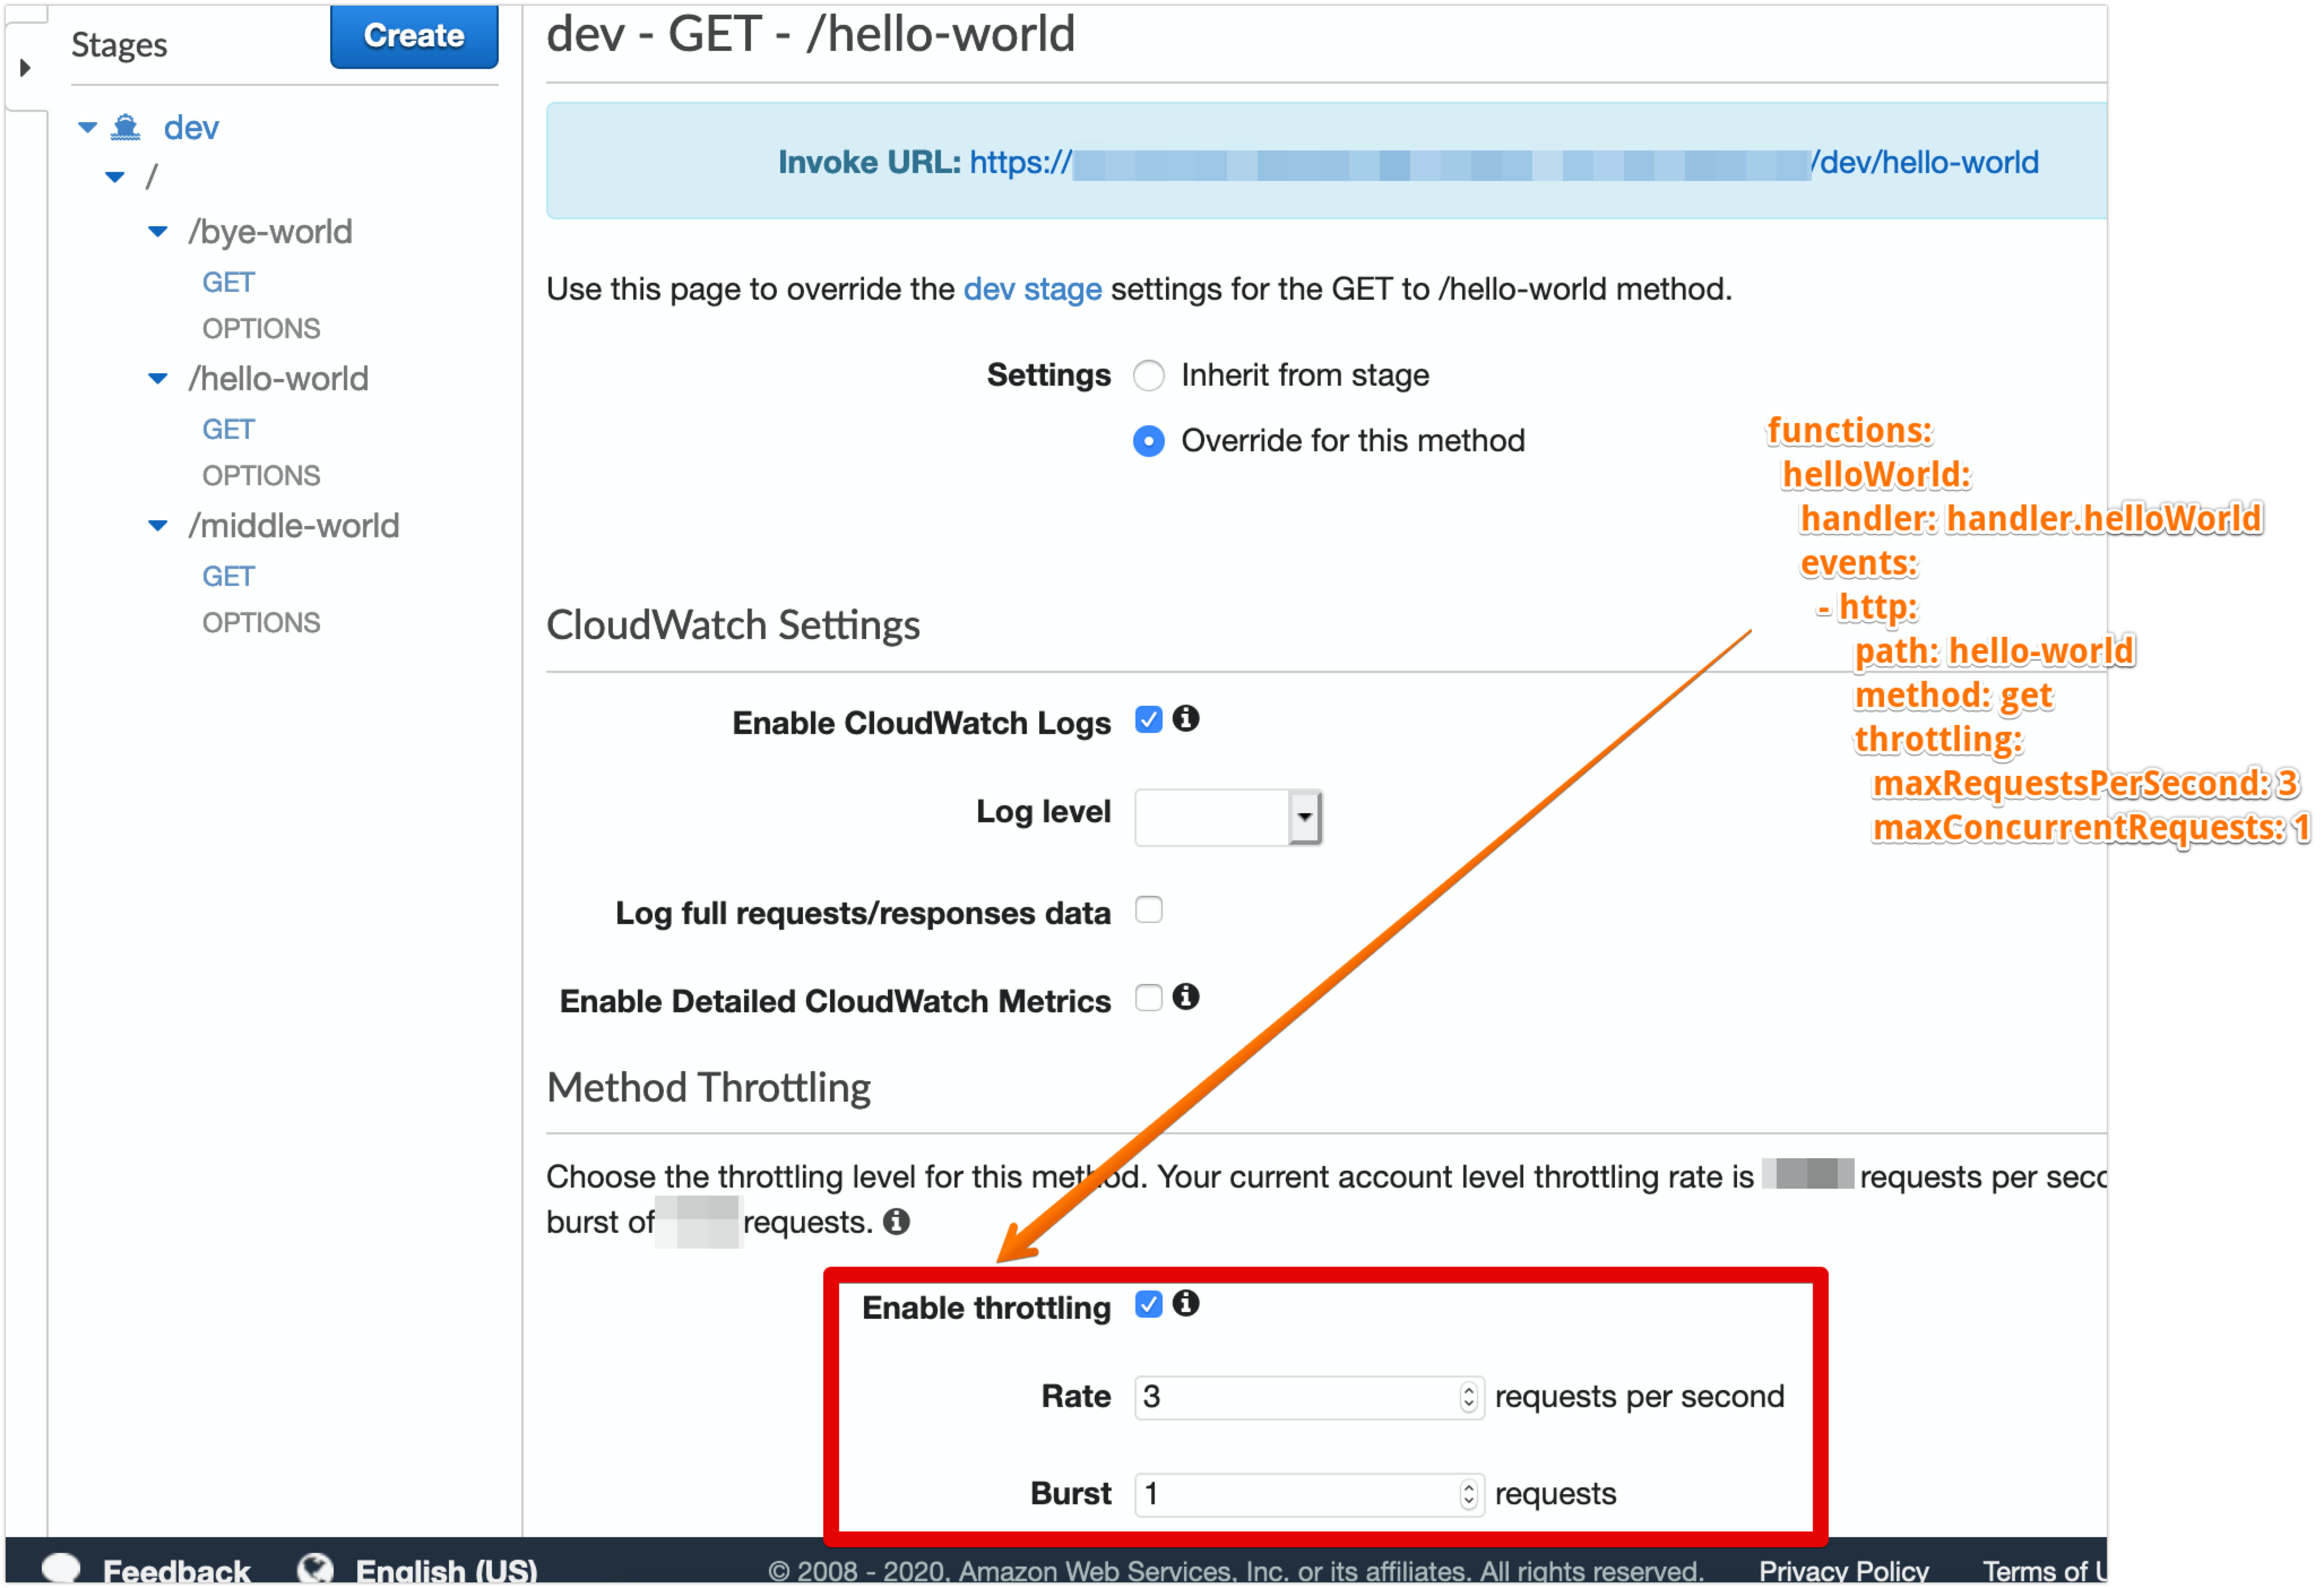 Stages
Create
dev
/
/bye-world
GET
OPTIONS
/hello-world
GET
OPTIONS
/middle-world
GET
OPTIONS
dev - GET - /hello-world
Invoke URL: https:// /dev/hello-world
Use this page to override the dev stage settings for the GET to /hello-world method.
Settings
Inherit from stage
Override for this method
CloudWatch Settings
Enable CloudWatch Logs
Log level
Log full requests/responses data
Enable Detailed CloudWatch Metrics
Method Throttling
Choose the throttling level for this method. Your current account level throttling rate is requests per seco
burst of requests.
Enable throttling
Rate 3 requests per second
Burst 1 requests
functions:
helloWorld:
handler: handler.helloWorld
events:
- http:
path: hello-world
method: get
throttling:
maxRequestsPerSecond: 3
maxConcurrentRequests: 1
Feedback English (US) © 2008 - 2020, Amazon Web Services, Inc. or its affiliates. All rights reserved. Privacy Policy Terms of U